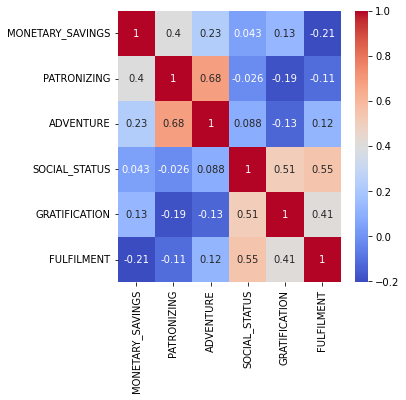 MONETARY_SAVINGS 1 0.4 0.23 0.043 0.13 -0.21
PATRONIZING 0.4 1 0.68 -0.026 -0.19 -0.11
ADVENTURE 0.23 0.68 1 0.088 -0.13 0.12
SOCIAL_STATUS 0.043 -0.026 0.088 1 0.51 0.55
GRATIFICATION 0.13 -0.19 -0.13 0.51 1 0.41
FULFILMENT -0.21 -0.11 0.12 0.55 0.41 1
MONETARY_SAVINGS
PATRONIZING
ADVENTURE
SOCIAL_STATUS
GRATIFICATION
FULFILMENT
1.0
0.8
0.6
0.4
0.2
0.0
−0.2